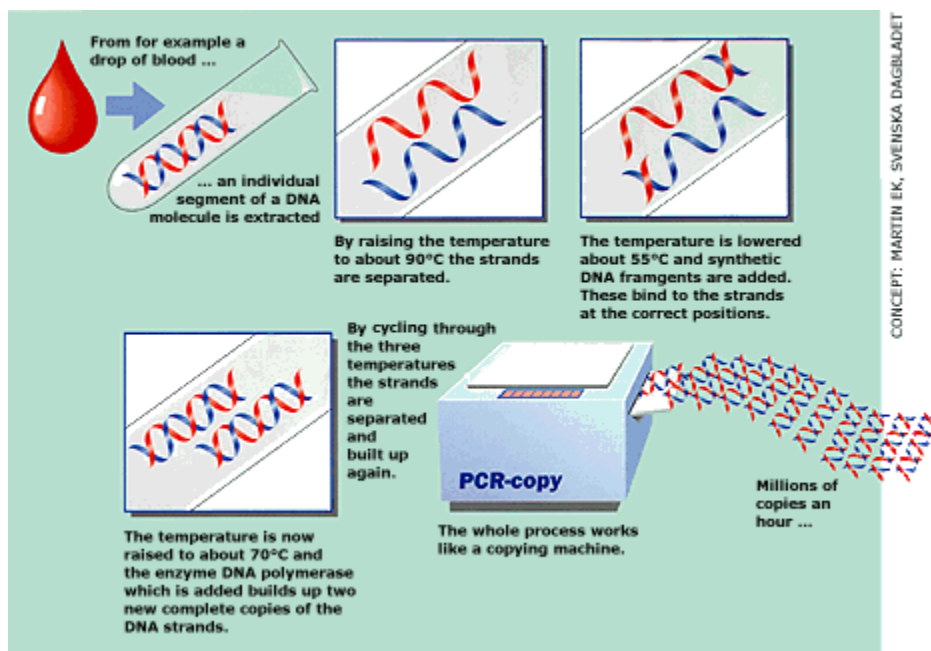 From for example a
drop of blood ...
... an individual
segment of a DNA
molecule is extracted
By raising the temperature
to about 90°C the strands
are separated.
The temperature is lowered
about 55°C and synthetic
DNA framgents are added.
These bind to the strands
at the correct positions.
The temperature is now
raised to about 70°C and
the enzyme DNA polymerase
which is added builds up two
new complete copies of the
DNA strands.
By cycling through
the three
temperatures
the strands
are
separated
and
built up
again.
PCR-copy
The whole process works
like a copying machine.
Millions of
copies an
hour ...
CONCEPT: MARTIN EK, SVENSKA DAGBLADET